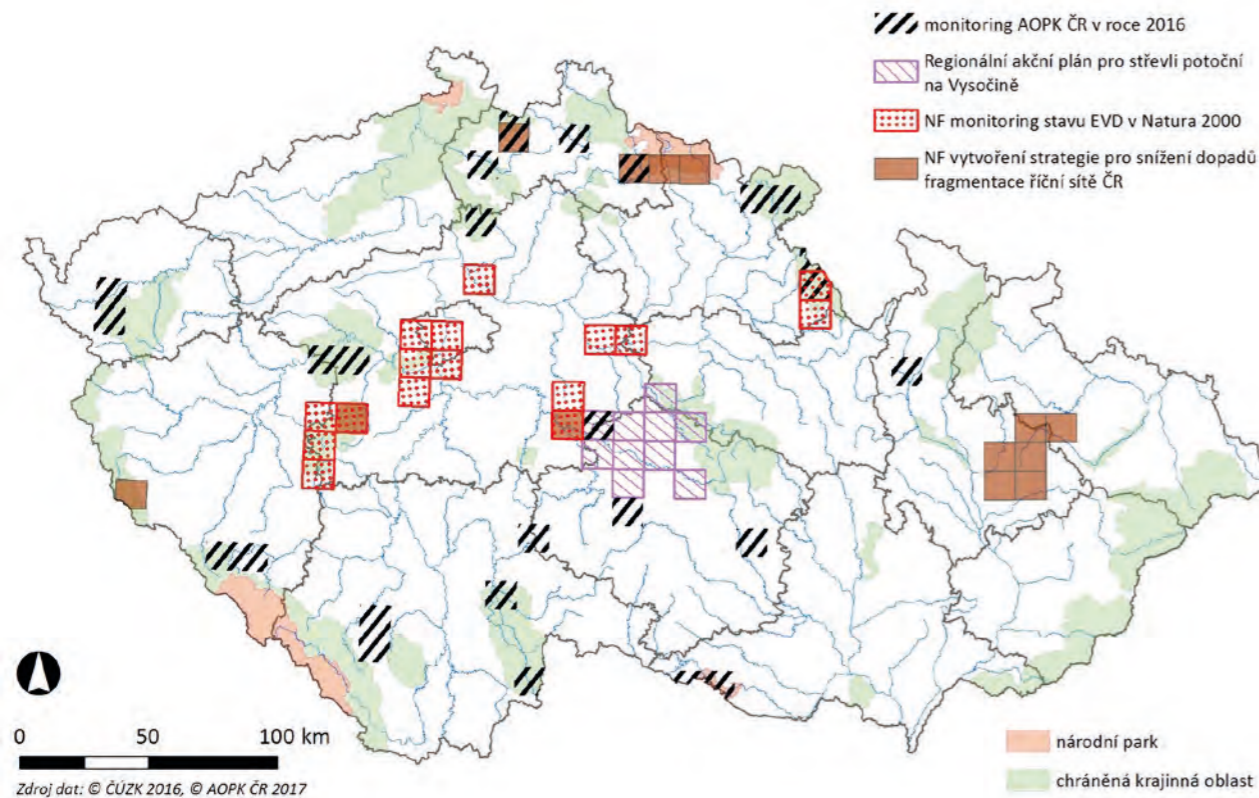 monitoring AOPK ČR v roce 2016
Regionální akční plán pro střevli potoční
na Vysočině
NF monitoring stavu EVD v Natura 2000
NF vytvoření strategie pro snížení dopadů
fragmentace říční sítě ČR
0 50 100 km
Zdroj dat: © ČÚZK 2016, © AOPK ČR 2017
národní park
chráněná krajinná oblast